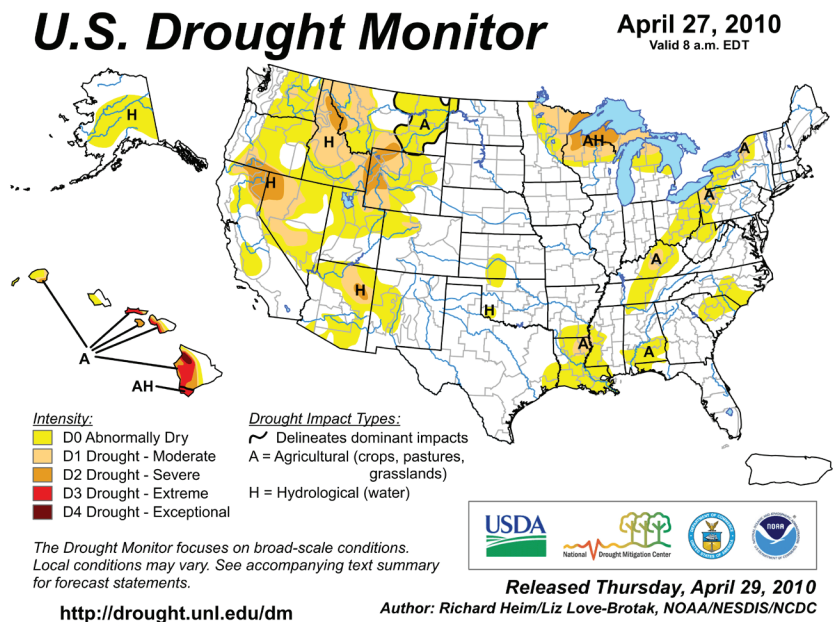 U.S. Drought Monitor
April 27, 2010
Valid 8 a.m. EDT
H
A
AH
A
H
H
A
A
H
H
A
A
A
A
AH
Intensity:
D0 Abnormally Dry
D1 Drought - Moderate
D2 Drought - Severe
D3 Drought - Extreme
D4 Drought - Exceptional
Drought Impact Types:
Delineates dominant impacts
A = Agricultural (crops, pastures,
grasslands)
H = Hydrological (water)
USDA
National Drought Mitigation Center
NOAA
The Drought Monitor focuses on broad-scale conditions.
Local conditions may vary. See accompanying text summary
for forecast statements.
http://drought.unl.edu/dm
Released Thursday, April 29, 2010
Author: Richard Heim/Liz Love-Brotak, NOAA/NESDIS/NCDC